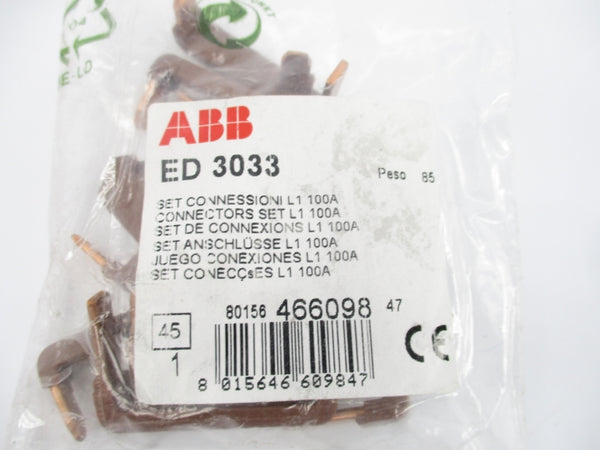 PE-LD
ABB
ED 3033
Peso 85
SET CONNESSIONI L1 100A
CONNECTORS SET L1 100A
SET DE CONNEXIONS L1 100A
SET ANSCHLÜSSE L1 100A
JUEGO CONEXIONES L1 100A
SET CONECÇsES L1 100A
80156 466098 47
45
1
CE
8 015646 609847